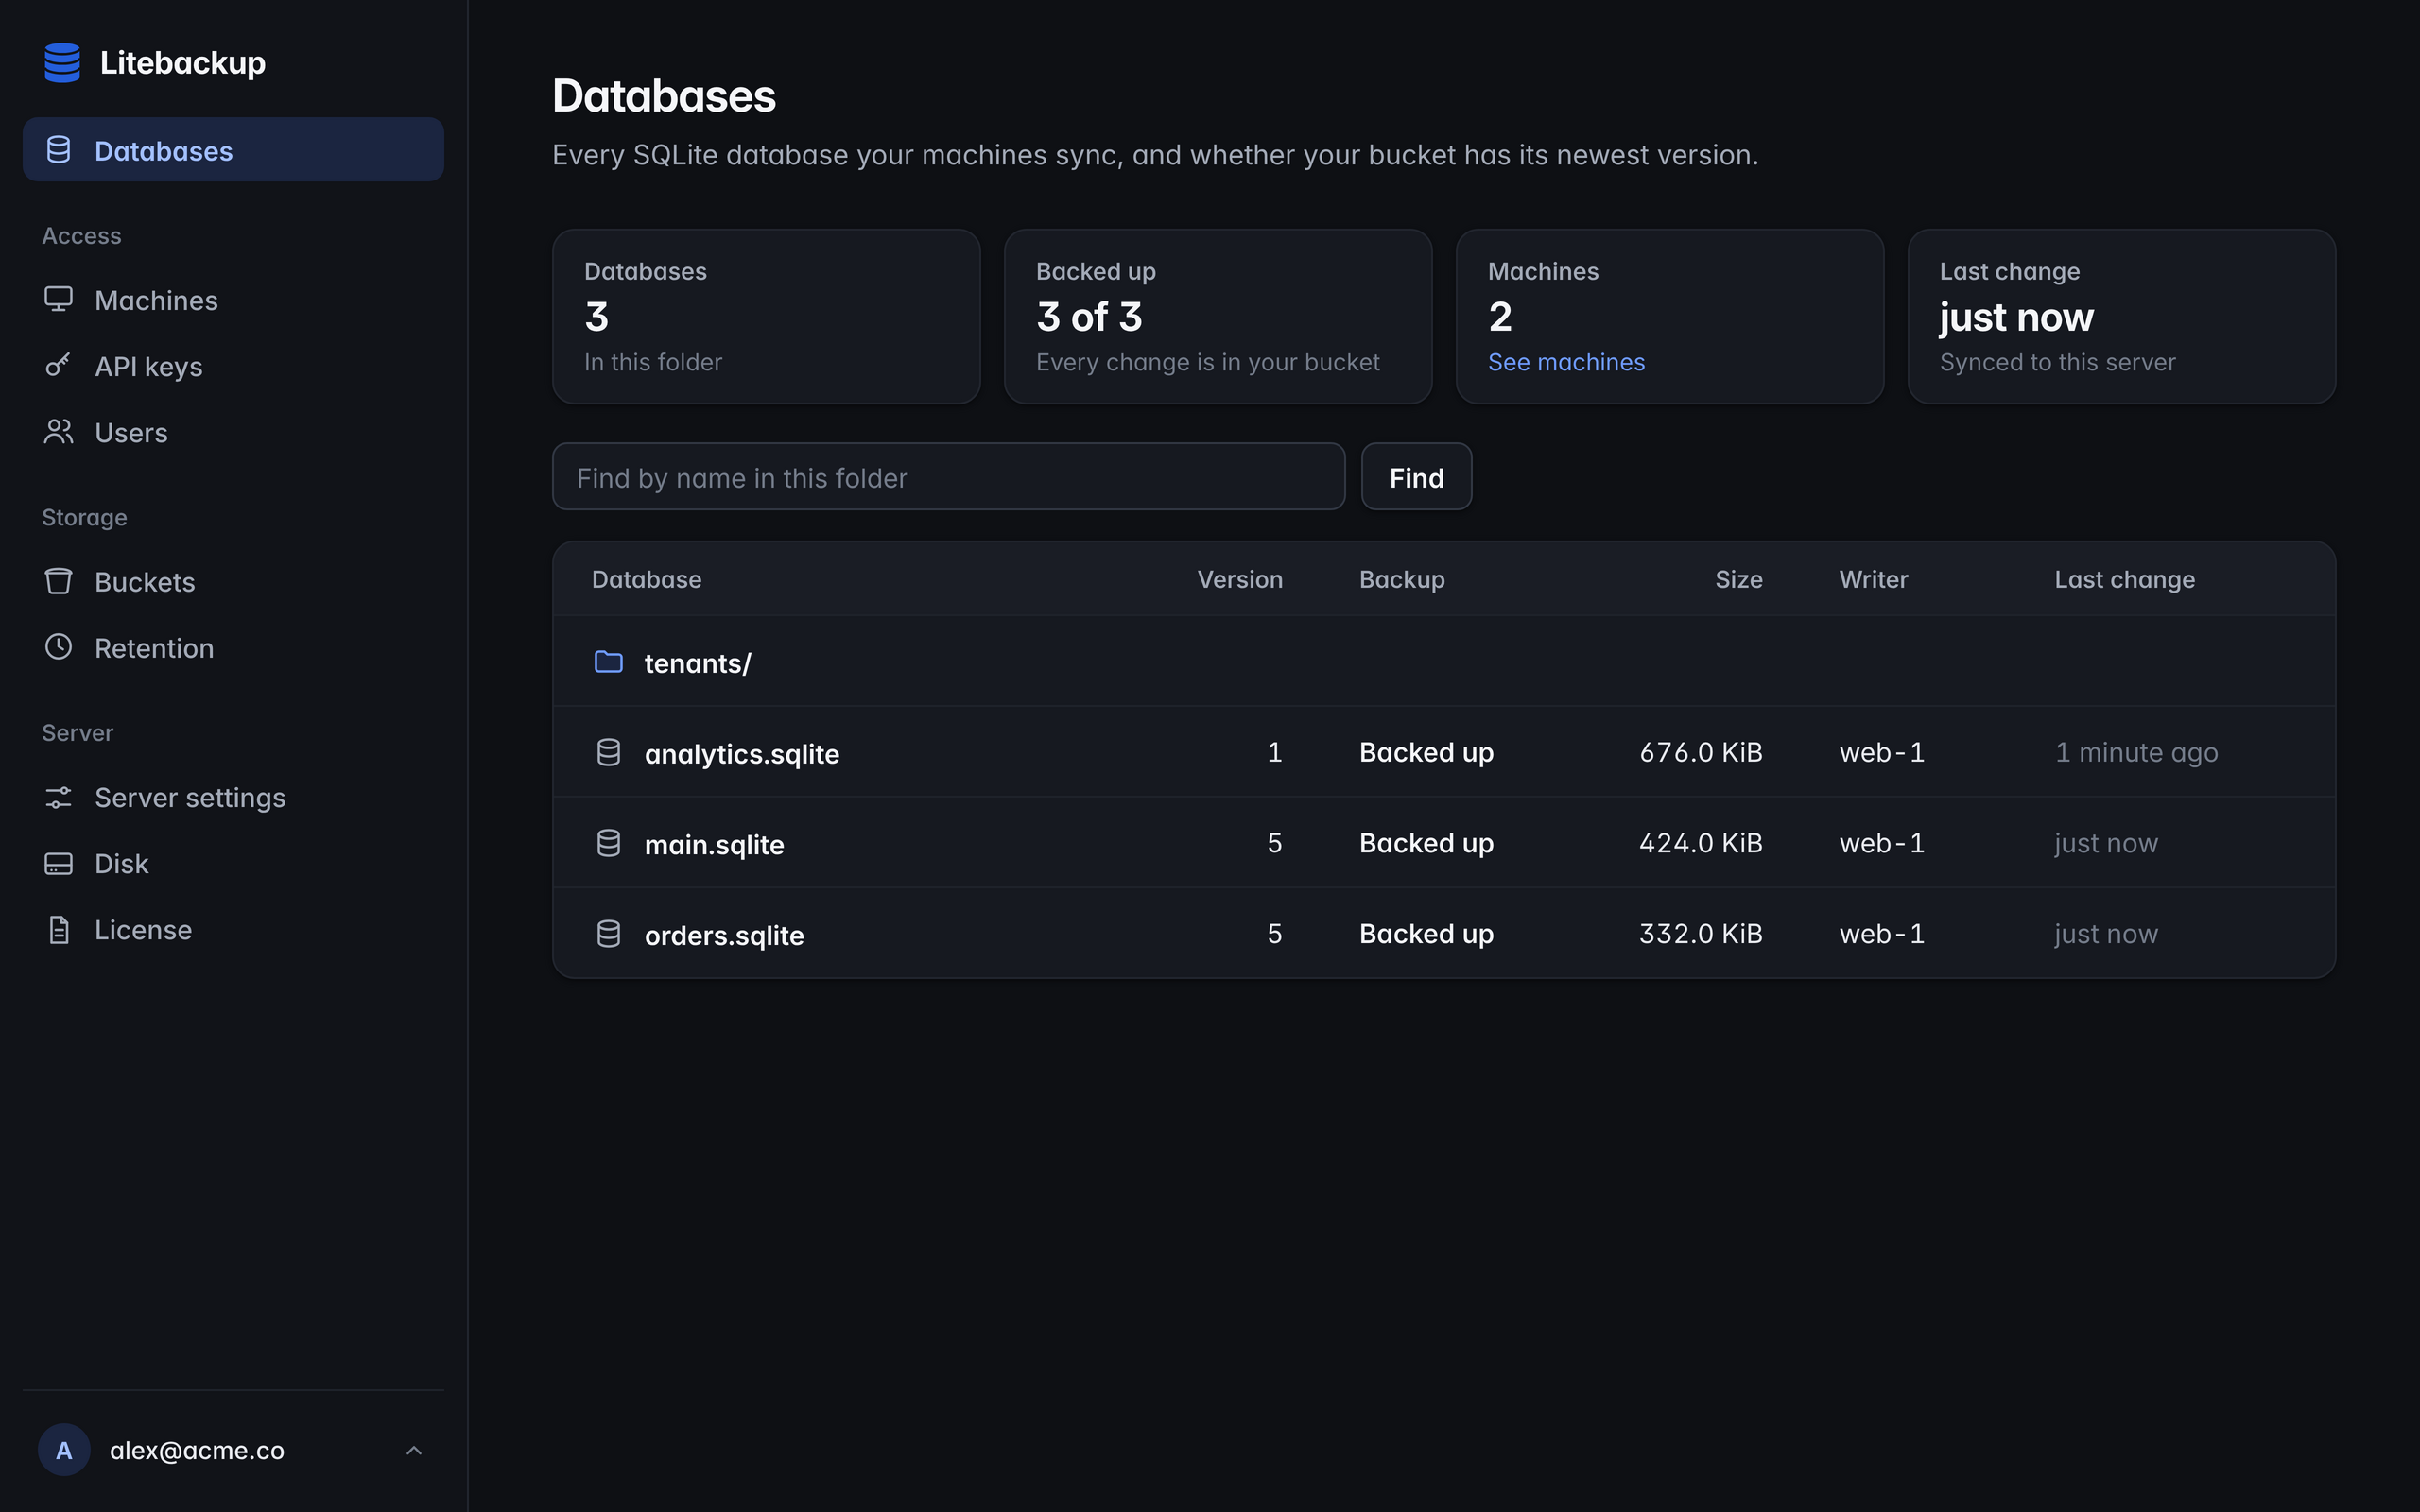 Litebackup
Databases
Access
Machines
API keys
Users
Storage
Buckets
Retention
Server
Server settings
Disk
License
A alex@acme.co
Databases
Every SQLite database your machines sync, and whether your bucket has its newest version.
Databases
3
In this folder
Backed up
3 of 3
Every change is in your bucket
Machines
2
See machines
Last change
just now
Synced to this server
Find by name in this folder Find
Database Version Backup Size Writer Last change
tenants/
analytics.sqlite 1 Backed up 676.0 KiB web-1 1 minute ago
main.sqlite 5 Backed up 424.0 KiB web-1 just now
orders.sqlite 5 Backed up 332.0 KiB web-1 just now